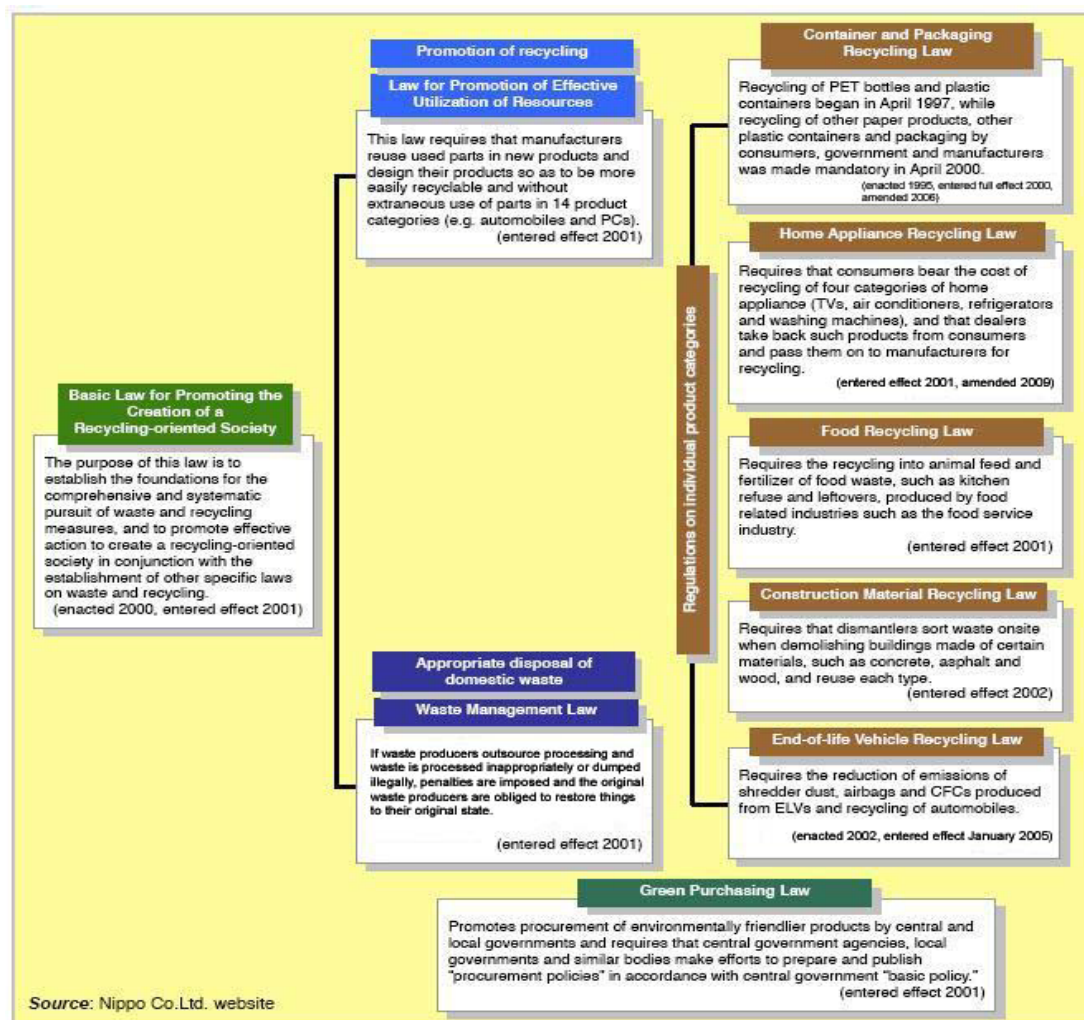 Basic Law for Promoting the
Creation of a
Recycling-oriented Society
The purpose of this law is to
establish the foundations for the
comprehensive and systematic
pursuit of waste and recycling
measures, and to promote effective
action to create a recycling-oriented
society in conjunction with the
establishment of other specific laws
on waste and recycling.
(enacted 2000, entered effect 2001)
Promotion of recycling
Law for Promotion of Effective
Utilization of Resources
This law requires that manufacturers
reuse used parts in new products and
design their products so as to be more
easily recyclable and without
extraneous use of parts in 14 product
categories (e.g. automobiles and PCs).
(entered effect 2001)
Appropriate disposal of
domestic waste
Waste Management Law
If waste producers outsource processing and
waste is processed inappropriately or dumped
illegally, penalties are imposed and the original
waste producers are obliged to restore things
to their original state.
(entered effect 2001)
Regulations on individual product categories
Container and Packaging
Recycling Law
Recycling of PET bottles and plastic
containers began in April 1997, while
recycling of other paper products, other
plastic containers and packaging by
consumers, government and manufacturers
was made mandatory in April 2000.
(enacted 1995, entered full effect 2000,
amended 2006)
Home Appliance Recycling Law
Requires that consumers bear the cost of
recycling of four categories of home
appliance (TVs, air conditioners, refrigerators
and washing machines), and that dealers
take back such products from consumers
and pass them on to manufacturers for
recycling.
(entered effect 2001, amended 2009)
Food Recycling Law
Requires the recycling into animal feed and
fertilizer of food waste, such as kitchen
refuse and leftovers, produced by food
related industries such as the food service
industry.
(entered effect 2001)
Construction Material Recycling Law
Requires that dismantlers sort waste onsite
when demolishing buildings made of certain
materials, such as concrete, asphalt and
wood, and reuse each type.
(entered effect 2002)
End-of-life Vehicle Recycling Law
Requires the reduction of emissions of
shredder dust, airbags and CFCs produced
from ELVs and recycling of automobiles.
(enacted 2002, entered effect January 2005)
Green Purchasing Law
Promotes procurement of environmentally friendlier products by central and
local governments and requires that central government agencies, local
governments and similar bodies make efforts to prepare and publish
"procurement policies" in accordance with central government "basic policy."
(entered effect 2001)
Source: Nippo Co.Ltd. website